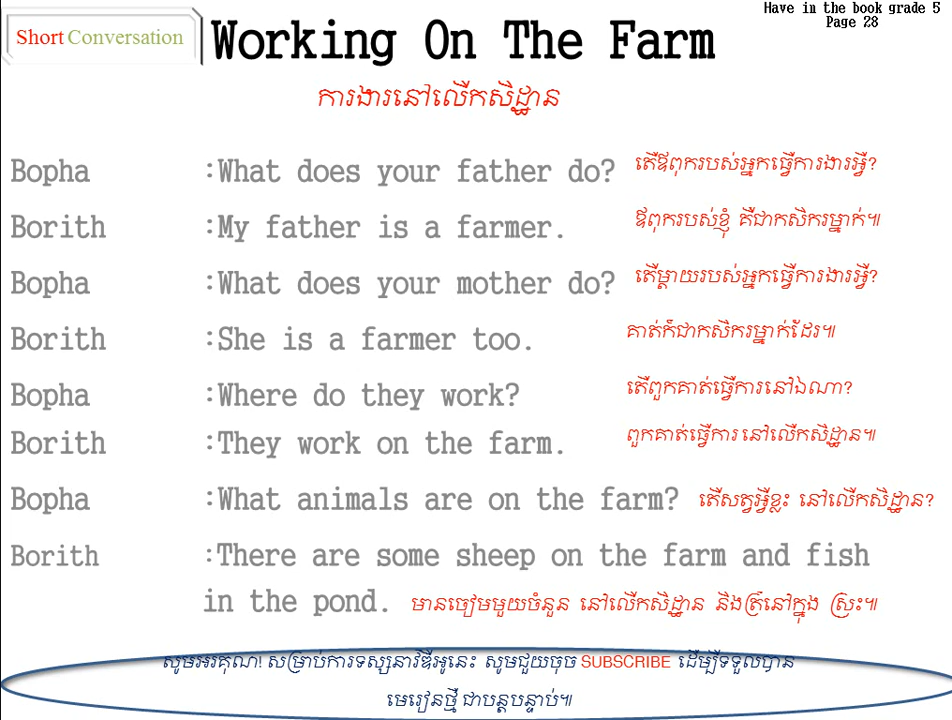 Have in the book grade 5
Page 28
Short Conversation
Working On The Farm
ការងារនៅលើកសិដ្ឋាន
Bopha :What does your father do? តើឪពុករបស់អ្នកធ្វើការងារអ្វី?
Borith :My father is a farmer. ឪពុករបស់ខ្ញុំ គឺជាកសិករម្នាក់៕
Bopha :What does your mother do? តើម្តាយរបស់អ្នកធ្វើការងារអ្វី?
Borith :She is a farmer too. គាត់ក៏ជាកសិករម្នាក់ដែរ៕
Bopha :Where do they work? តើពួកគាត់ធ្វើការនៅឯណា?
Borith :They work on the farm. ពួកគាត់ធ្វើការ នៅលើកសិដ្ឋាន៕
Bopha :What animals are on the farm? តើសត្វអ្វីខ្លះ នៅលើកសិដ្ឋាន?
Borith :There are some sheep on the farm and fish
in the pond. មានចៀមមួយចំនួន នៅលើកសិដ្ឋាន និងត្រីនៅក្នុង ស្រះ៕
សូមអរគុណ! សម្រាប់ការទស្សនាវីឌីអូនេះ សូមជួយចុច SUBSCRIBE ដើម្បីទទួលបាន
មេរៀនថ្មី ជាបន្តបន្ទាប់៕